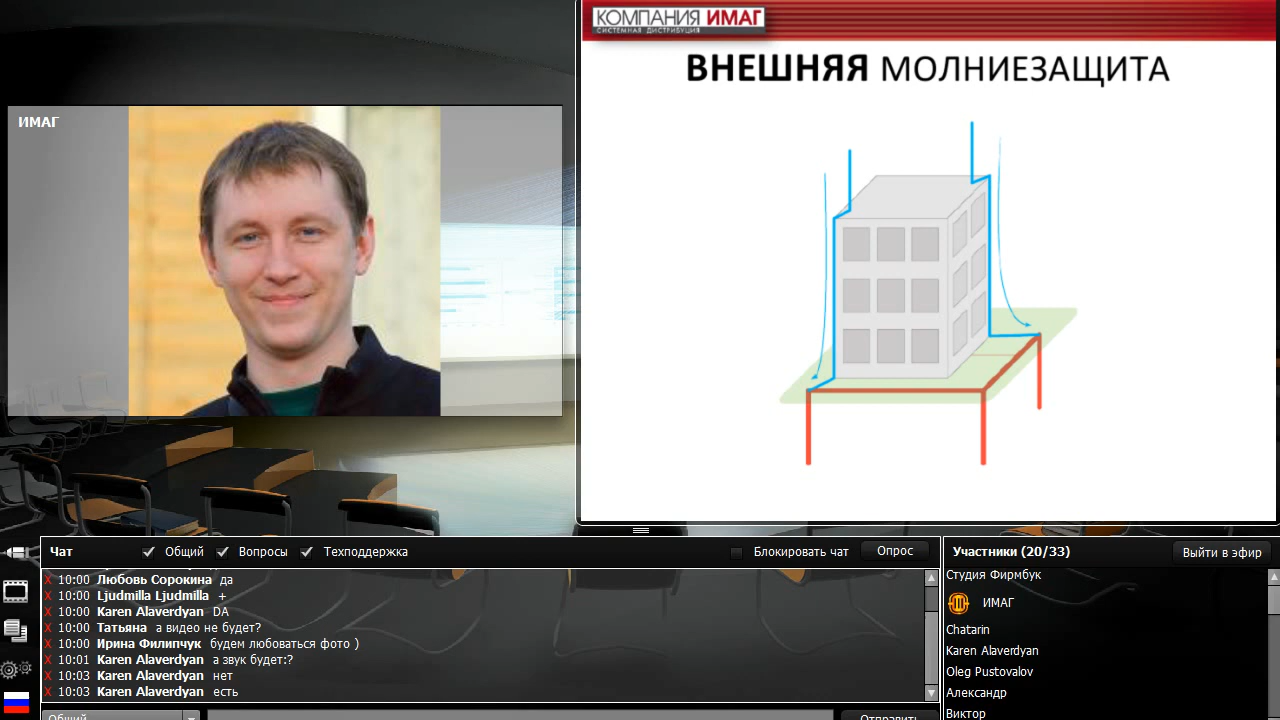 КОМПАНИЯ ИМАГ
СИСТЕМНАЯ ДИСТРИБУЦИЯ
ВНЕШНЯЯ МОЛНИЕЗАЩИТА
ИМАГ
Чат
Общий
Вопросы
Техподдержка
Блокировать чат
Опрос
X 10:00 Любовь Сорокина да
X 10:00 Ljudmilla Ljudmilla +
X 10:00 Karen Alaverdyan DA
X 10:00 Татьяна а видео не будет?
X 10:00 Ирина Филипчук будем любоваться фото )
X 10:01 Karen Alaverdyan а звук будет:?
X 10:03 Karen Alaverdyan нет
X 10:03 Karen Alaverdyan есть
Общий
Отправить
Участники (20/33)
Выйти в эфир
Студия Фирмбук
ИМАГ
Chatarin
Karen Alaverdyan
Oleg Pustovalov
Александр
Виктор